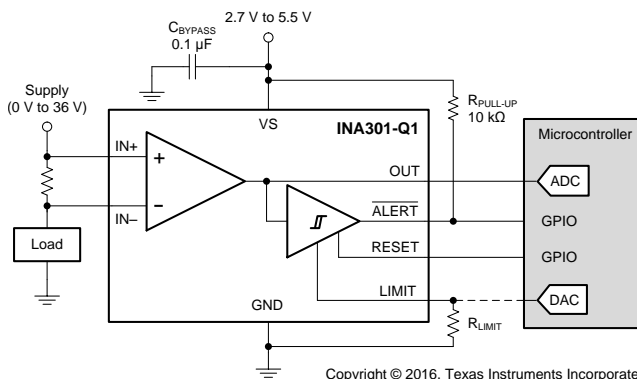 2.7 V to 5.5 V
CBYPASS
0.1 µF
Supply
(0 V to 36 V)
RPULL-UP
10 kΩ
VS
INA301-Q1
Microcontroller
IN+
+
OUT
ADC
IN–
–
ALERT
GPIO
Load
RESET
GPIO
LIMIT
DAC
GND
RLIMIT
Copyright © 2016, Texas Instruments Incorporate